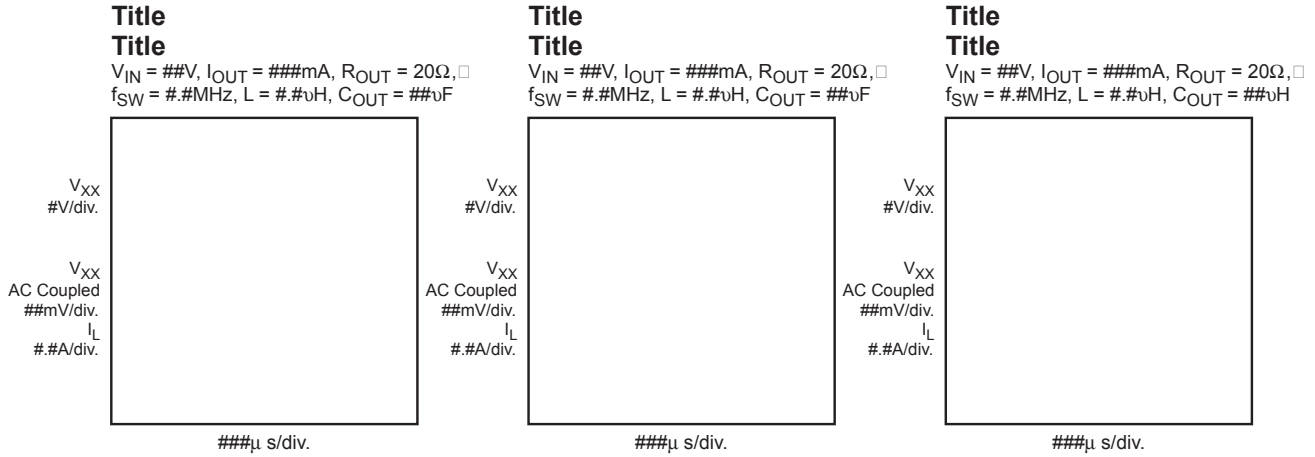 Title
Title
V_IN = ##V, I_OUT = ###mA, R_OUT = 20Ω,□
f_SW = #.#MHz, L = #.#υH, C_OUT = ##υF
V_XX
#V/div.
V_XX
AC Coupled
##mV/div.
I_L
#.#A/div.
###µ s/div.
Title
Title
V_IN = ##V, I_OUT = ###mA, R_OUT = 20Ω,□
f_SW = #.#MHz, L = #.#υH, C_OUT = ##υF
V_XX
#V/div.
V_XX
AC Coupled
##mV/div.
I_L
#.#A/div.
###µ s/div.
Title
Title
V_IN = ##V, I_OUT = ###mA, R_OUT = 20Ω,□
f_SW = #.#MHz, L = #.#υH, C_OUT = ##υH
V_XX
#V/div.
V_XX
AC Coupled
##mV/div.
I_L
#.#A/div.
###µ s/div.